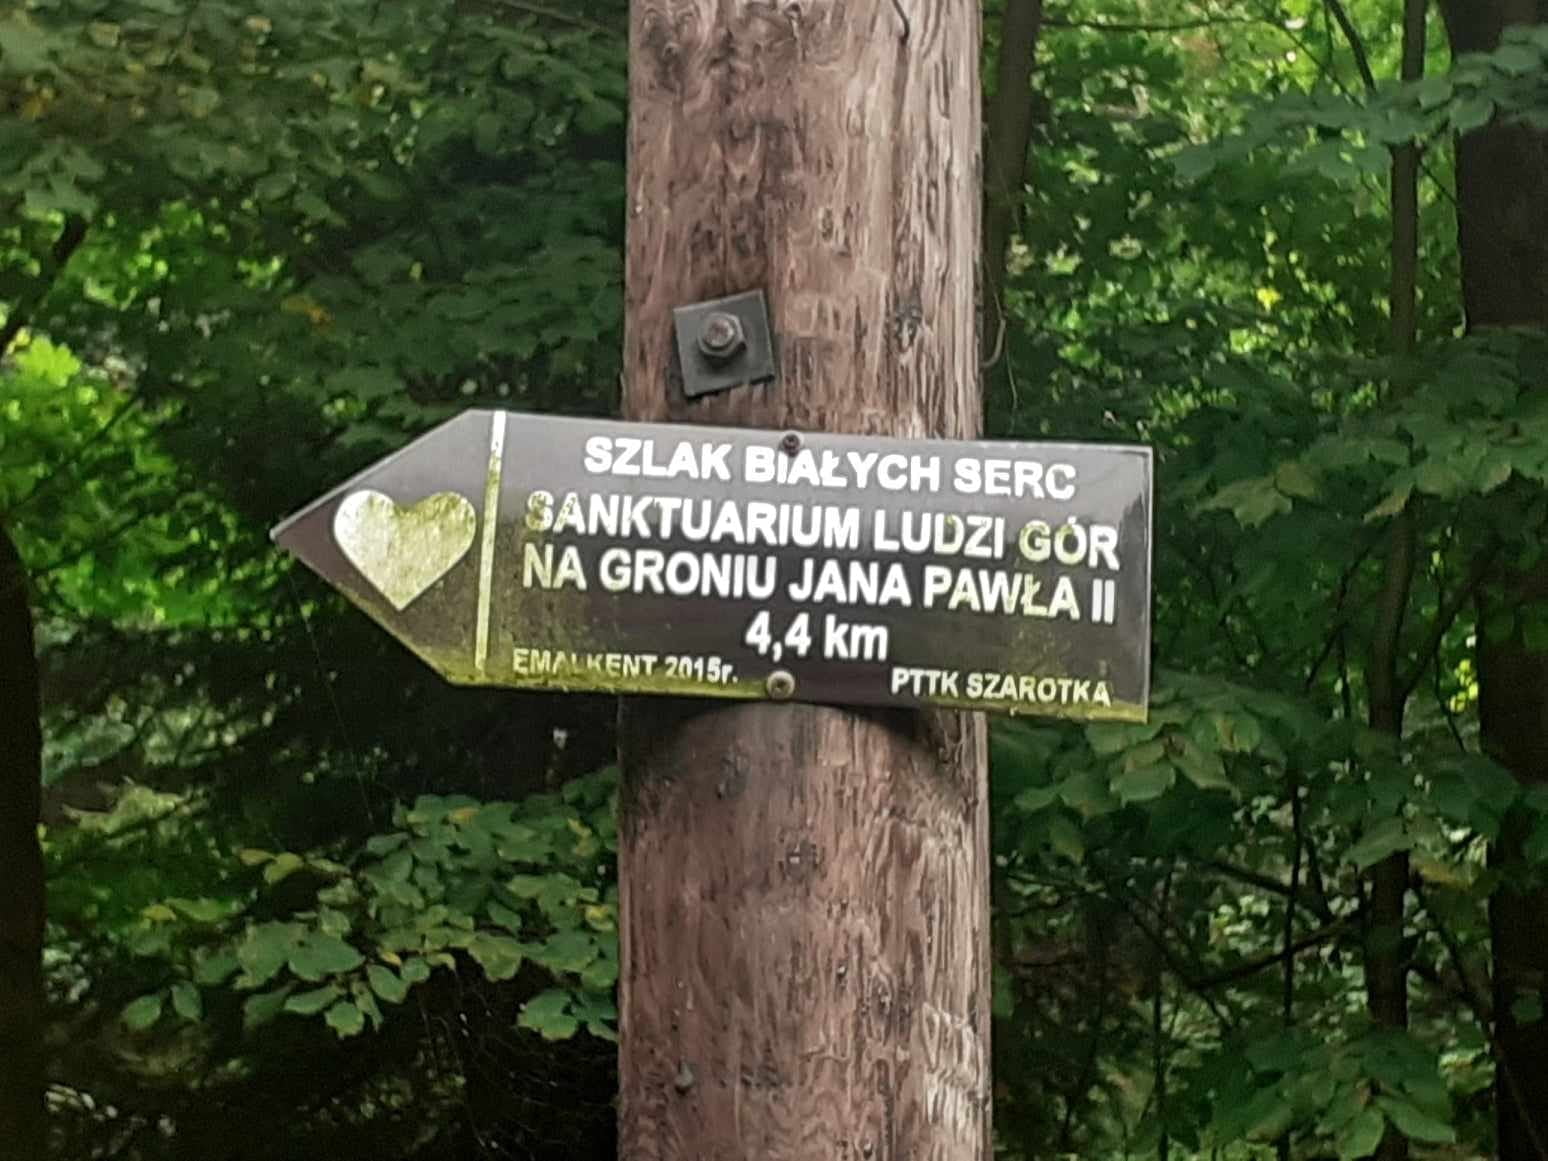 SZLAK BIAŁYCH SERC
SANKTUARIUM LUDZI GÓR
NA GRONIU JANA PAWŁA II
4,4 km
EMALKENT 2015r. PTTK SZAROTKA